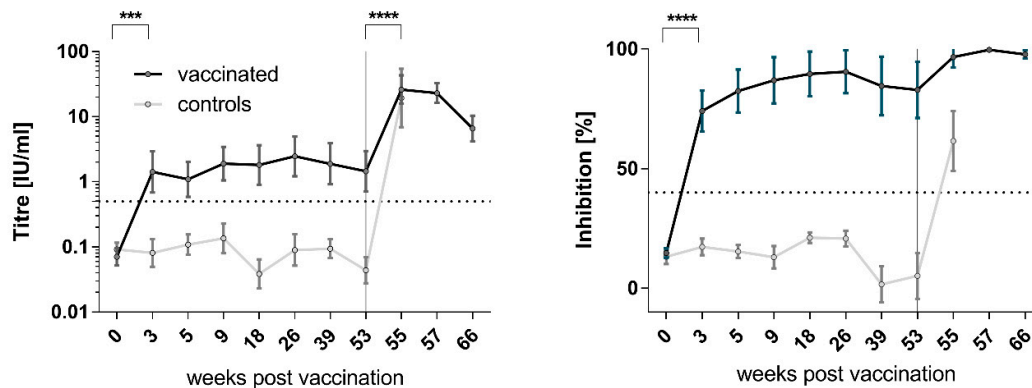 *** ****
Titre [IU/ml]
100
10
1
0.1
0.01
vaccinated
controls
0 3 5 9 18 26 39 53 55 57 66
weeks post vaccination
****
Inhibition [%]
100
50
0
0 3 5 9 18 26 39 53 55 57 66
weeks post vaccination